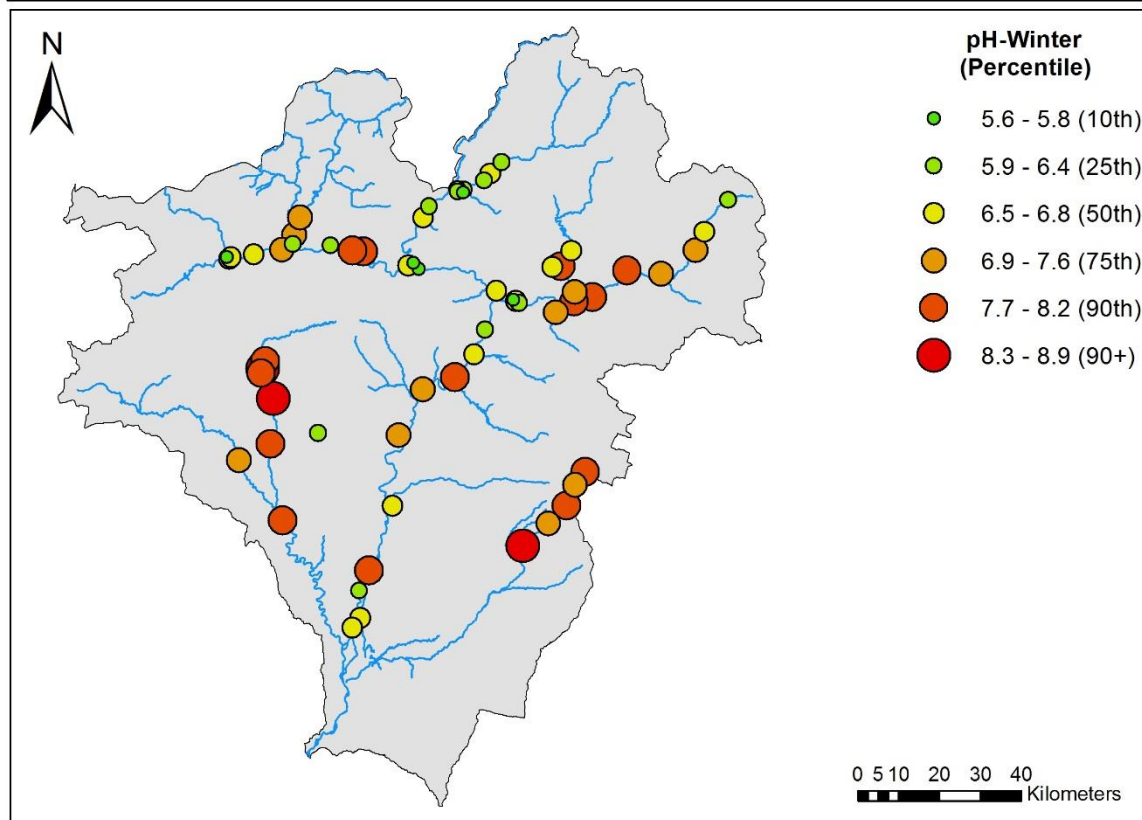 N
pH-Winter
(Percentile)
5.6 - 5.8 (10th)
5.9 - 6.4 (25th)
6.5 - 6.8 (50th)
6.9 - 7.6 (75th)
7.7 - 8.2 (90th)
8.3 - 8.9 (90+)
0 5 10 20 30 40
Kilometers